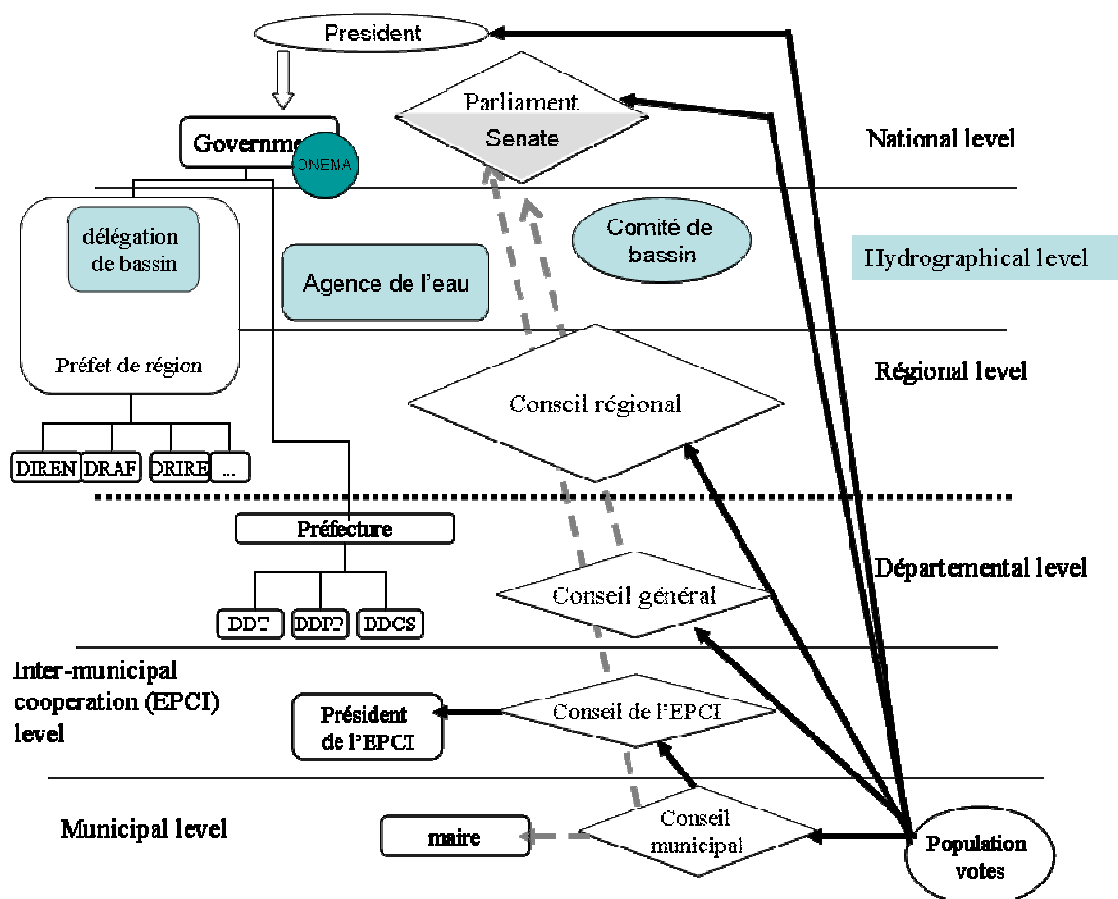 President
Parliament
Senate
Governme
ONEMA
National level
délégation
de bassin
Comité de
bassin
Hydrographical level
Agence de l'eau
Préfet de région
Régional level
Conseil régional
DIREN
DRAF
DRIRE
...
Préfecture
Départemental level
Conseil général
DDT
DDPP
DDCS
Inter-municipal
cooperation (EPCI)
level
Président
de l'EPCI
Conseil de l'EPCI
Municipal level
maire
Conseil
municipal
Population
votes